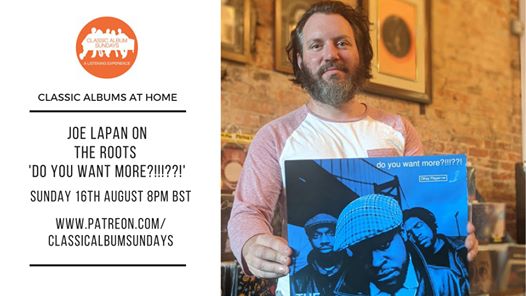 CLASSIC ALBUM
SUNDAYS
A LISTENING EXPERIENCE
CLASSIC ALBUMS AT HOME
JOE LAPAN ON
THE ROOTS
'DO YOU WANT MORE?!!!??!'
SUNDAY 16TH AUGUST 8PM BST
WWW.PATREON.COM/
CLASSICALBUMSUNDAYS
do you want more?!!!??!
THE